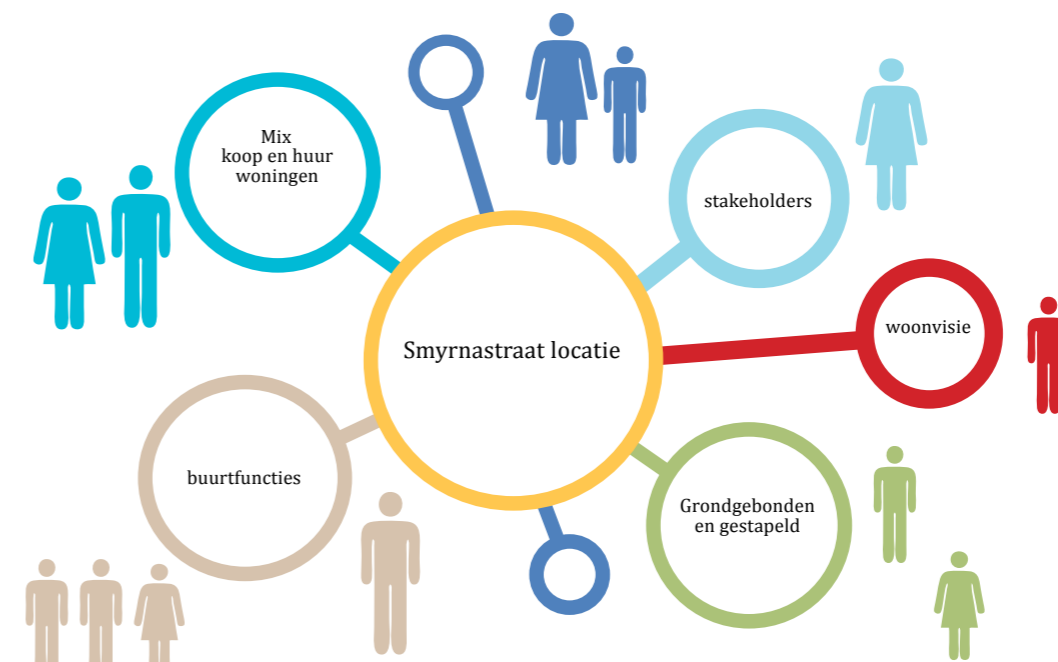 Mix
koop en huur
woningen
stakeholders
woonvisie
Smyrnastraat locatie
buurtfuncties
Grondgebonden
en gestapeld